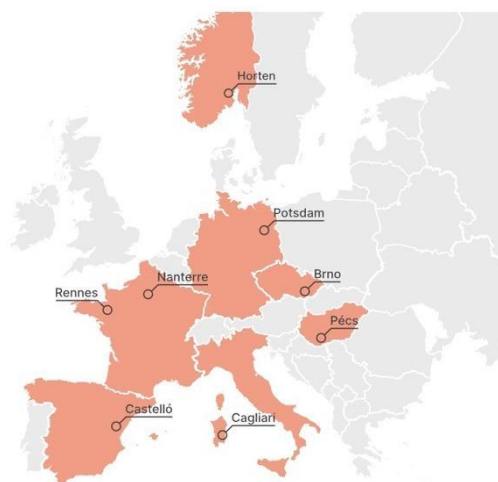 Horten
Potsdam
Nanterre
Brno
Rennes
Pécs
Castelló
Cagliari